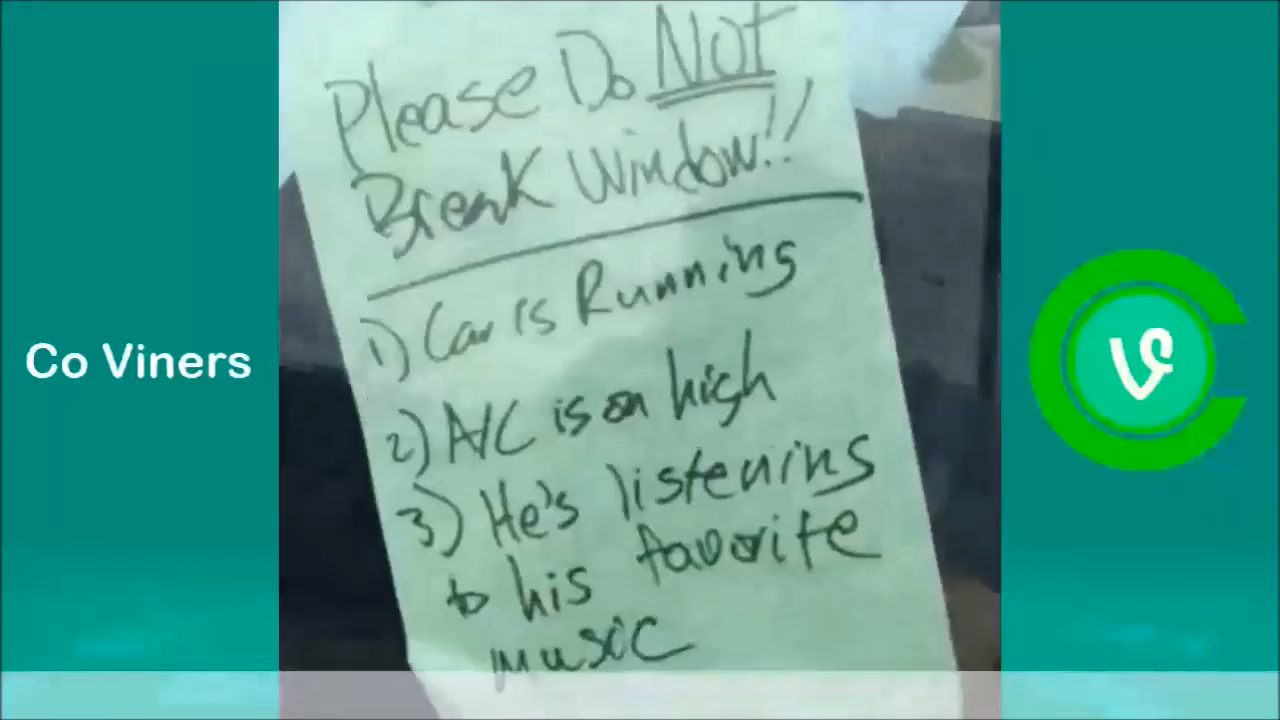 Please Do Not
Break Window!!
1) Car is Running
2) A/C is on high
3) He's listening
to his favorite
music
Co Viners